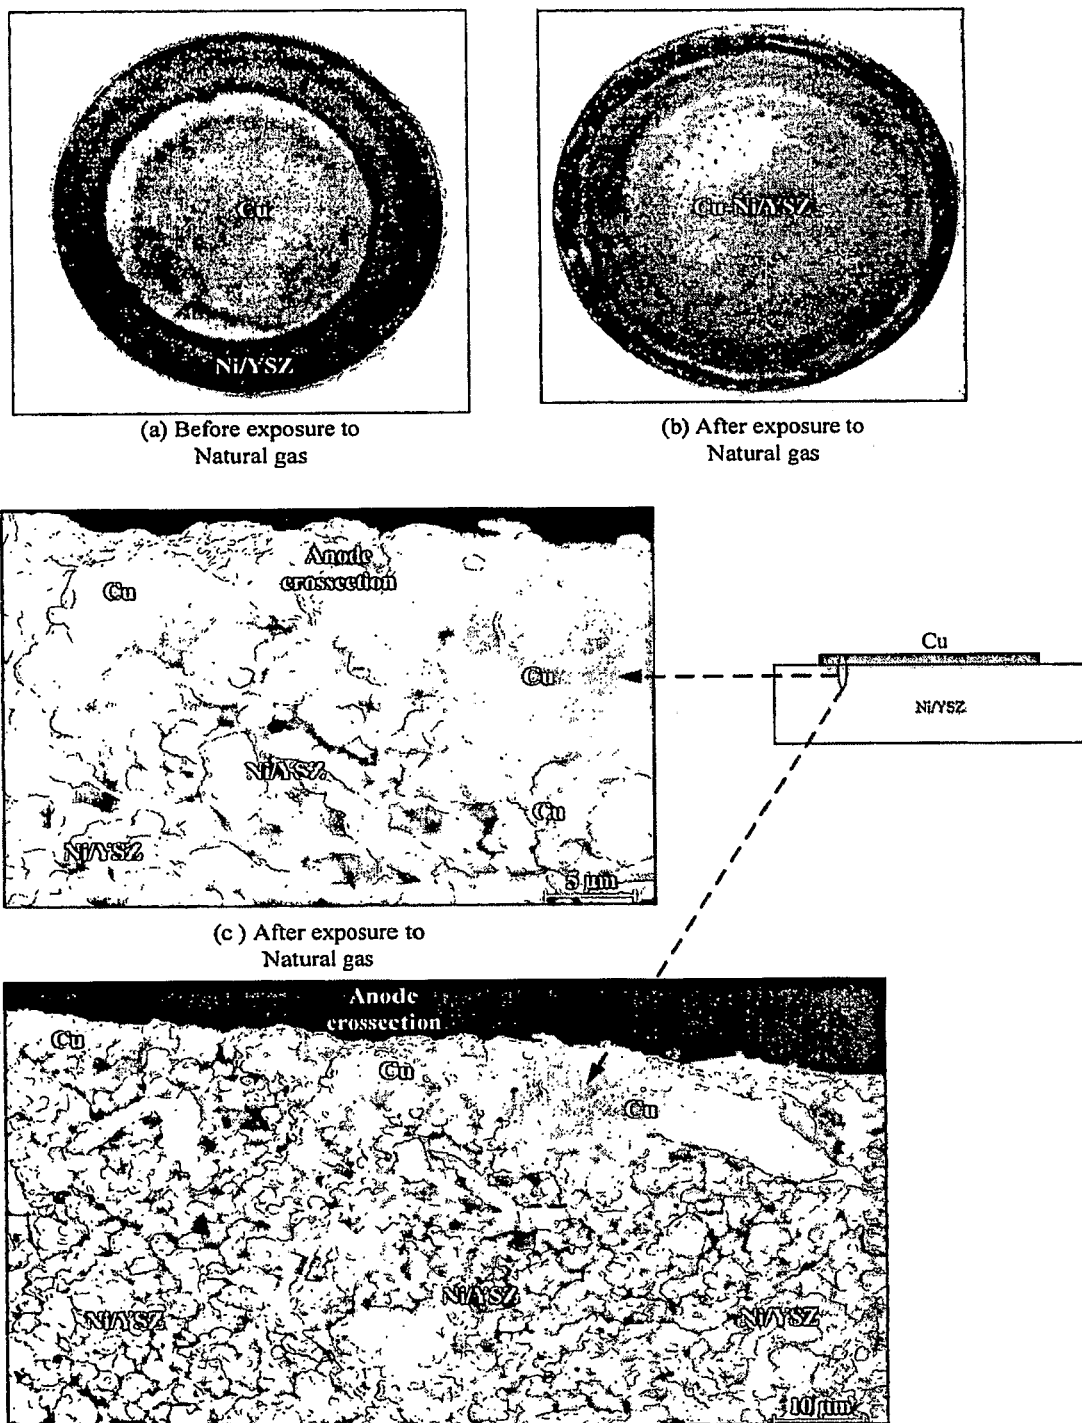 Cu
Ni/YSZ
Cu-Ni/YSZ
(a) Before exposure to
Natural gas
(b) After exposure to
Natural gas
Anode
crossection
Cu
Cu
Ni/YSZ
Cu
Ni/YSZ
5 µm
Cu
Ni/YSZ
(c ) After exposure to
Natural gas
Anode
crossection
Cu
Cu
Cu
Ni/YSZ
Ni/YSZ
Ni/YSZ
10 µm